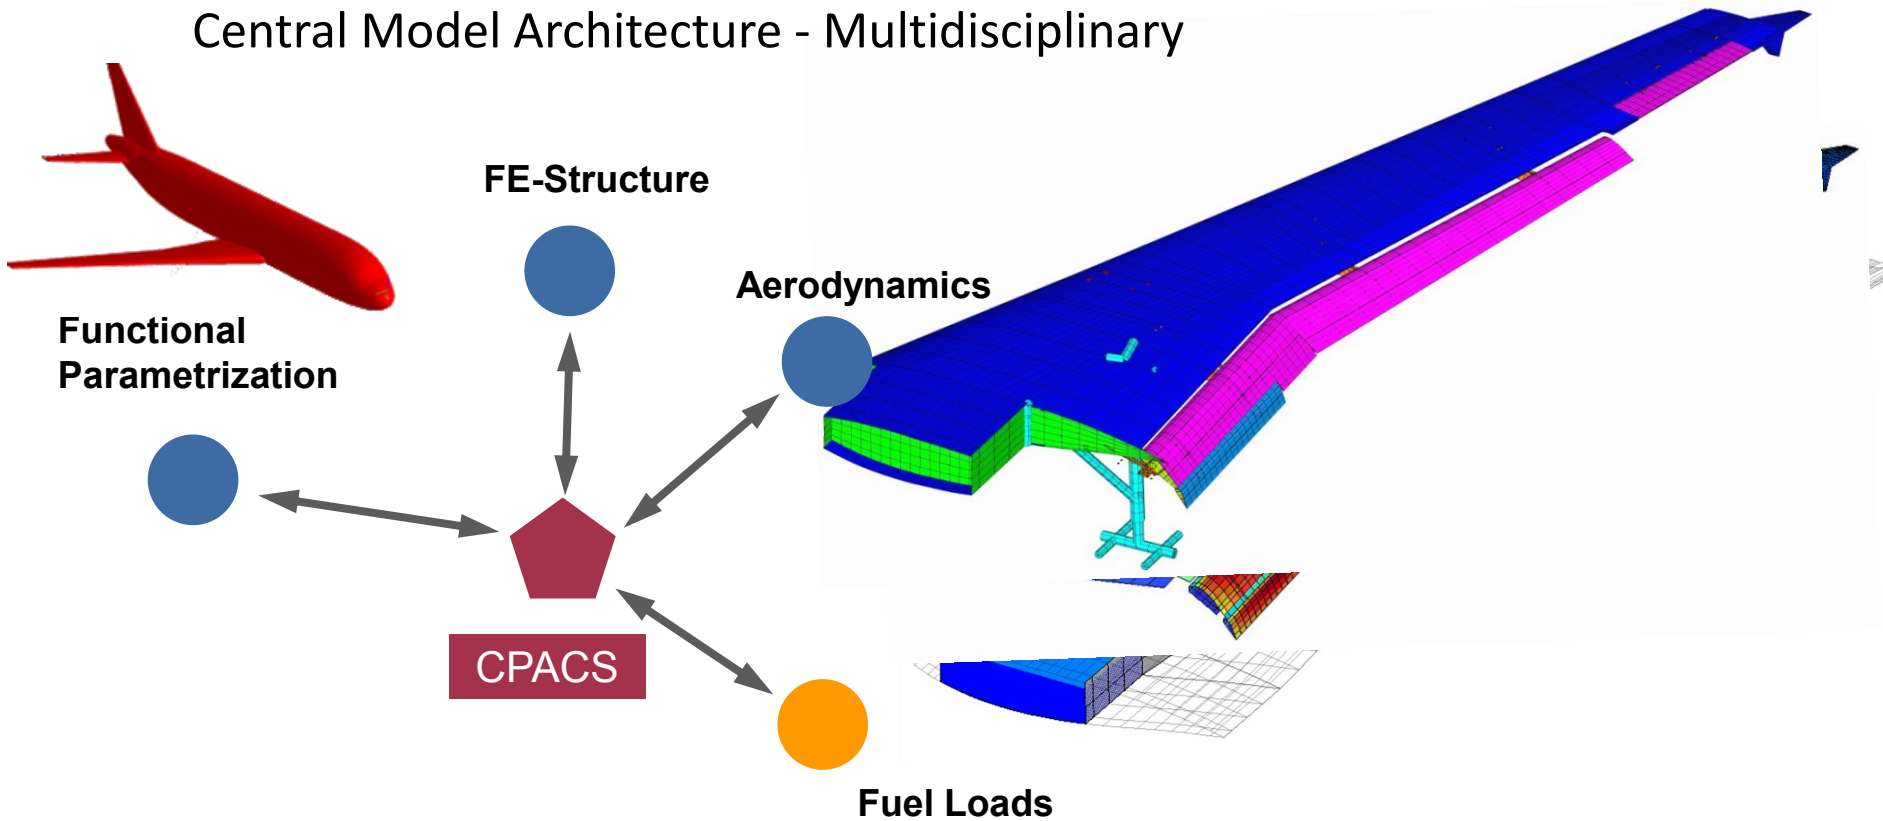 Central Model Architecture - Multidisciplinary
FE-Structure
Aerodynamics
Functional
Parametrization
CPACS
Fuel Loads